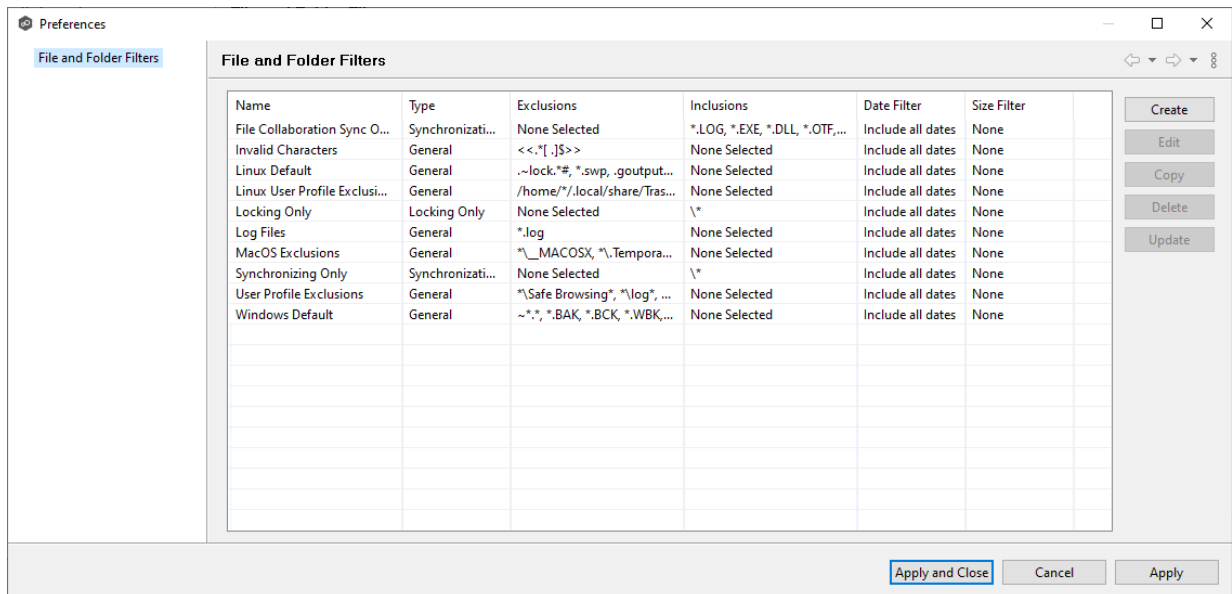 Preferences
File and Folder Filters
File and Folder Filters
Name Type Exclusions Inclusions Date Filter Size Filter
File Collaboration Sync O... Synchronizati... None Selected *.LOG, *.EXE, *.DLL, *.OTF,... Include all dates None
Invalid Characters General <<.*[ .]$>> None Selected Include all dates None
Linux Default General .~lock.*#, *.swp, .goutput... None Selected Include all dates None
Linux User Profile Exclusi... General /home/*/.local/share/Tras... None Selected Include all dates None
Locking Only Locking Only None Selected \* Include all dates None
Log Files General *.log None Selected Include all dates None
MacOS Exclusions General *\__MACOSX, *\.Tempora... None Selected Include all dates None
Synchronizing Only Synchronizati... None Selected \* Include all dates None
User Profile Exclusions General *\Safe Browsing*, *\log*, ... None Selected Include all dates None
Windows Default General ~*.*, *.BAK, *.BCK, *.WBK,... None Selected Include all dates None
Create
Edit
Copy
Delete
Update
Apply and Close Cancel Apply